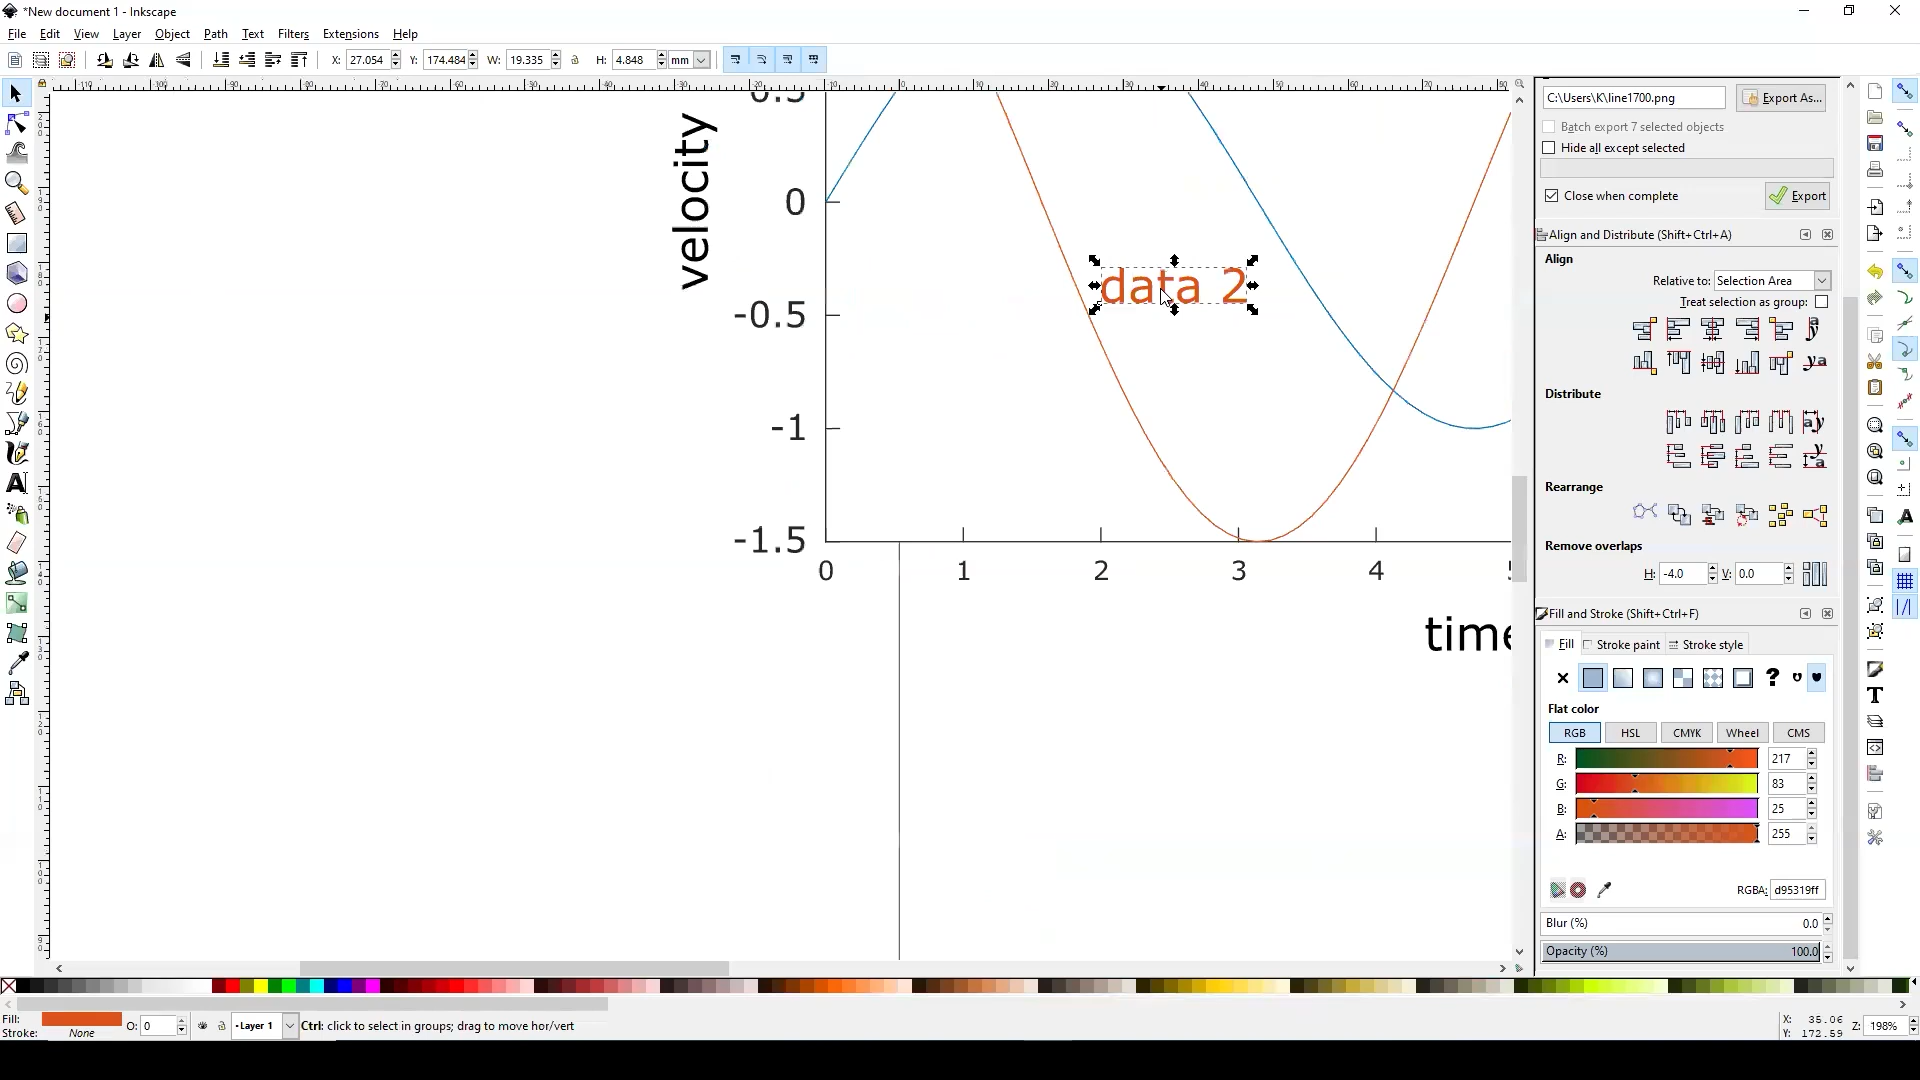 *New document 1 - Inkscape
File Edit View Layer Object Path Text Filters Extensions Help
X: 27.054 Y: 174.484 W: 19.335 H: 4.848 mm
C:\Users\K\line1700.png Export As...
Batch export 7 selected objects
Hide all except selected
Close when complete Export
Align and Distribute (Shift+Ctrl+A)
Align
Relative to: Selection Area
Treat selection as group:
Distribute
Rearrange
Remove overlaps
H: -4.0 V: 0.0
Fill and Stroke (Shift+Ctrl+F)
Fill Stroke paint Stroke style
Flat color
RGB HSL CMYK Wheel CMS
R: 217
G: 83
B: 25
A: 255
RGBA: d95319ff
Blur (%) 0.0
Opacity (%) 100.0
0.5
velocity
0
data 2
-0.5
-1
-1.5
0 1 2 3 4
time
Fill:
Stroke: None
O: 0
•Layer 1
Ctrl: click to select in groups; drag to move hor/vert
X: 35.06
Y: 172.59
Z: 198%